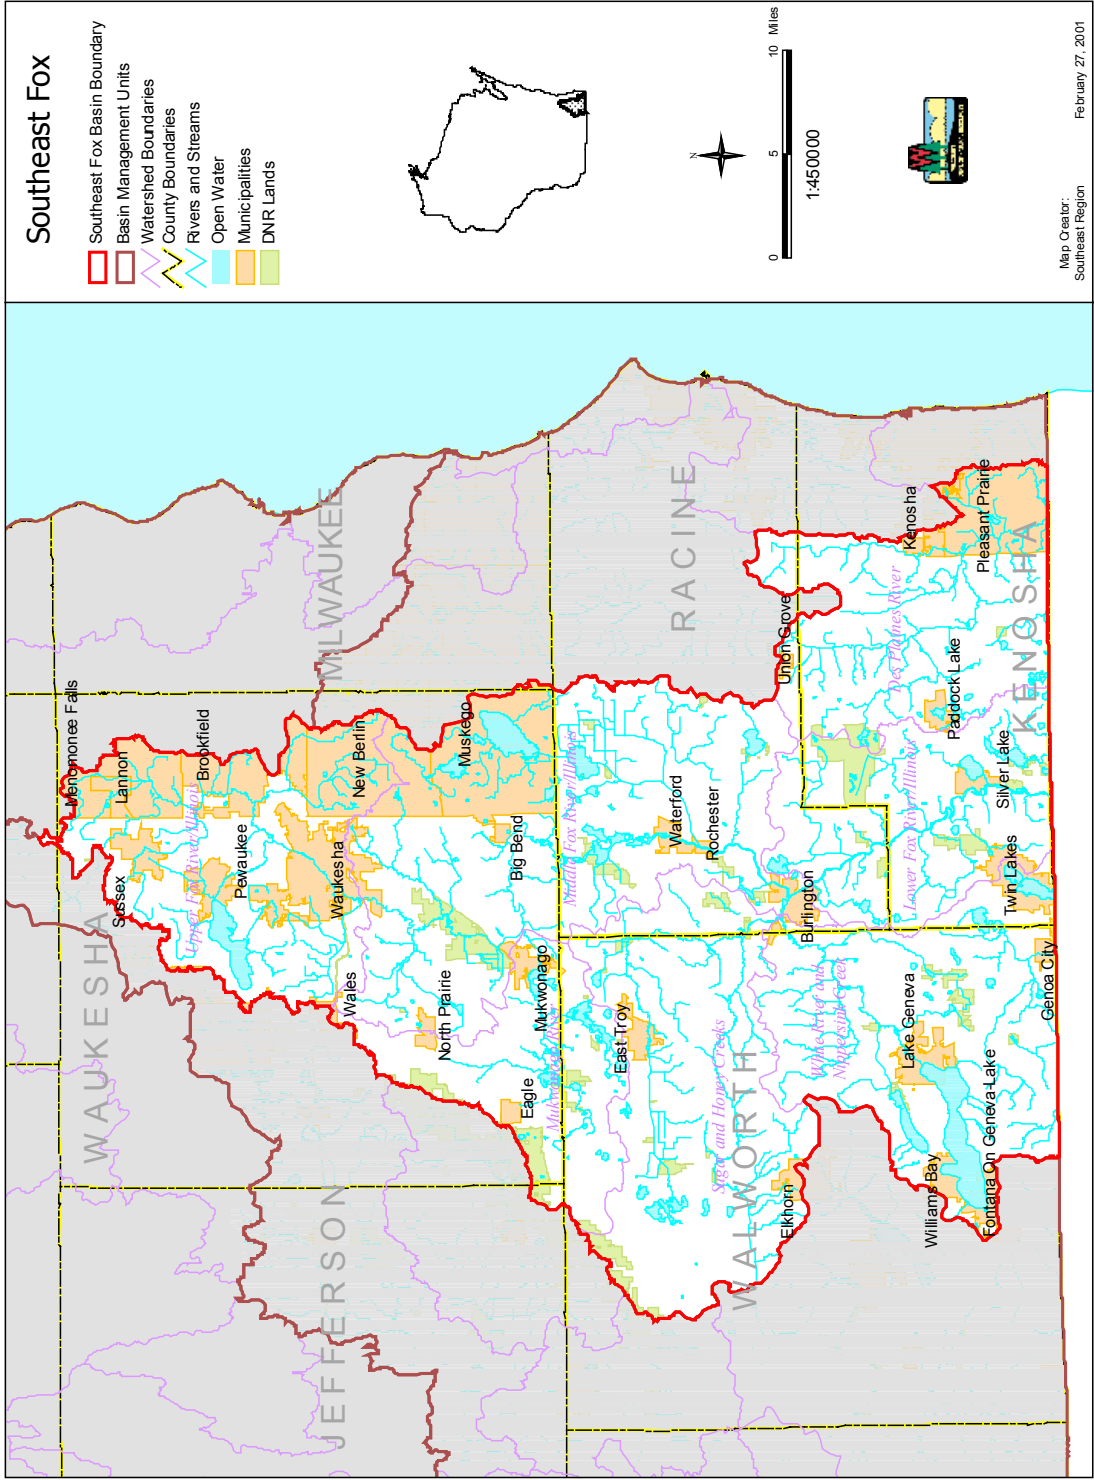 Southeast Fox
Southeast Fox Basin Boundary
Basin Management Units
Watershed Boundaries
County Boundaries
Rivers and Streams
Open Water
Municipalities
DNR Lands
N
0 5 10 Miles
1:450000
Map Creator:
Southeast Region
February 27, 2001
WAUKESHA
MILWAUKEE
JEFFERSON
RACINE
WALWORTH
KENOSHA
Menomonee Falls
Lannon
Sussex
Brookfield
Pewaukee
Upper Fox River/Illinois
New Berlin
Waukesha
Wales
Muskego
North Prairie
Big Bend
Mukwonago
Eagle
Mukwonago River
Middle Fox River/Illinois
East Troy
Waterford
Rochester
Sugar and Honey Creeks
Union Grove
Burlington
Elkhorn
White River and
Nippersink Creek
Des Plaines River
Kenosha
Lower Fox River/Illinois
Lake Geneva
Williams Bay
Paddock Lake
Pleasant Prairie
Fontana On Geneva Lake
Silver Lake
Twin Lakes
Genoa City